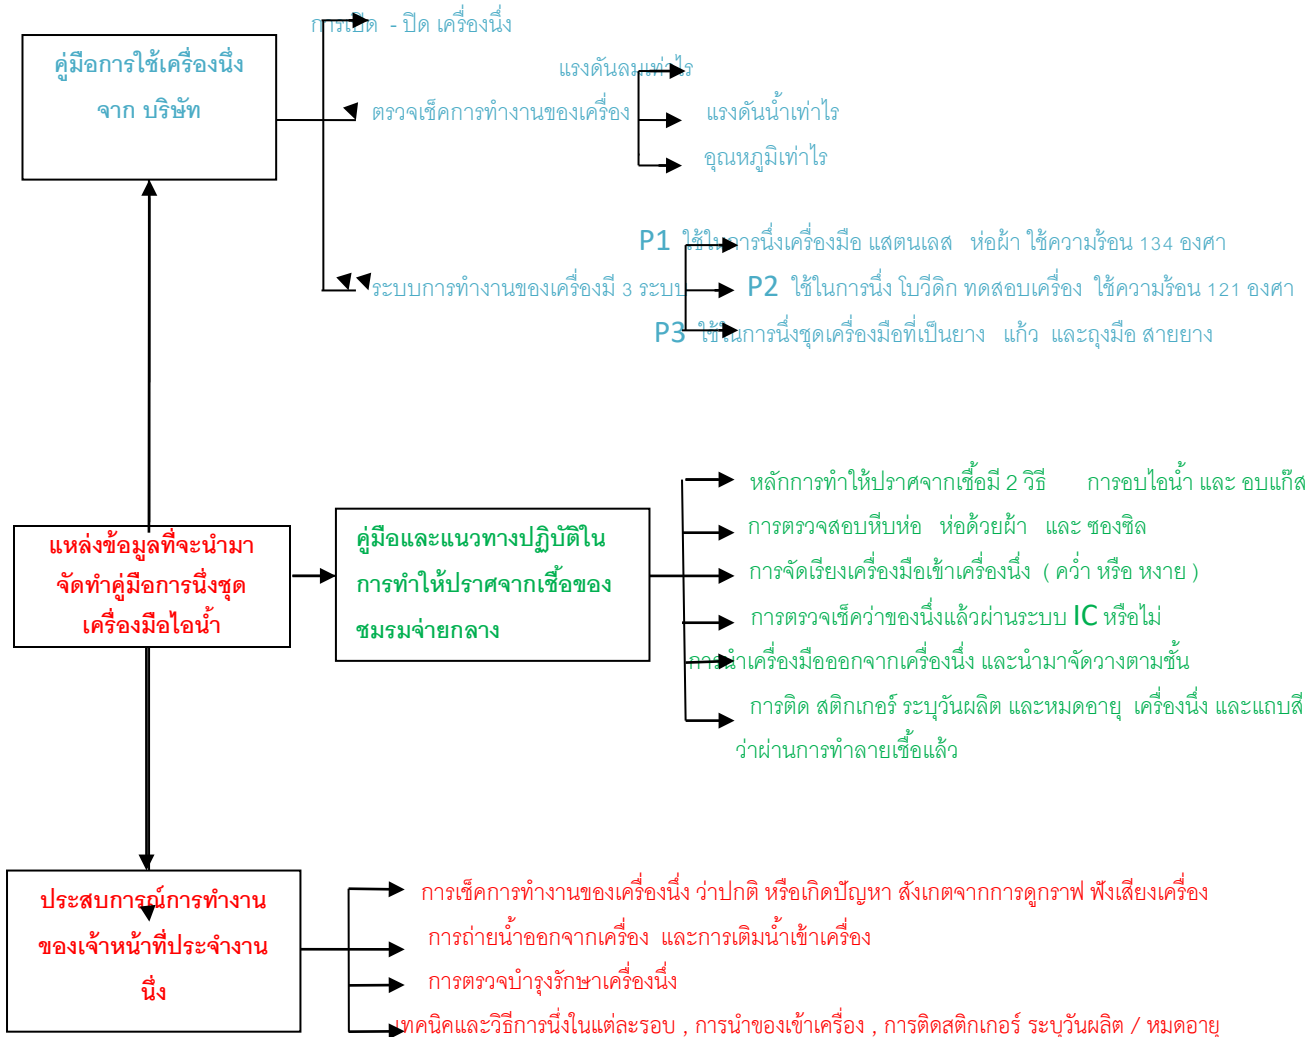 การเปิด - ปิด เครื่องนึ่ง
คู่มือการใช้เครื่องนึ่ง
จาก บริษัท
แรงดันลมเท่าไร
ตรวจเช็คการทำงานของเครื่อง
แรงดันน้ำเท่าไร
อุณหภูมิเท่าไร
P1 ใช้ในการนึ่งเครื่องมือ แสตนเลส ห่อผ้า ใช้ความร้อน 134 องศา
ระบบการทำงานของเครื่องมี 3 ระบบ
P2 ใช้ในการนึ่ง โบวีดิก ทดสอบเครื่อง ใช้ความร้อน 121 องศา
P3 ใช้ในการนึ่งชุดเครื่องมือที่เป็นยาง แก้ว และถุงมือ สายยาง
แหล่งข้อมูลที่จะนำมา
จัดทำคู่มือการนึ่งชุด
เครื่องมือไอน้ำ
คู่มือและแนวทางปฏิบัติใน
การทำให้ปราศจากเชื้อของ
ชมรมจ่ายกลาง
หลักการทำให้ปราศจากเชื้อมี 2 วิธี การอบไอน้ำ และ อบแก๊ส
การตรวจสอบหีบห่อ ห่อด้วยผ้า และ ซองซิล
การจัดเรียงเครื่องมือเข้าเครื่องนึ่ง ( คว่ำ หรือ หงาย )
การตรวจเช็คว่าของนึ่งแล้วผ่านระบบ IC หรือไม่
การนำเครื่องมือออกจากเครื่องนึ่ง และนำมาจัดวางตามชั้น
การติด สติกเกอร์ ระบุวันผลิต และหมดอายุ เครื่องนึ่ง และแถบสี
ว่าผ่านการทำลายเชื้อแล้ว
ประสบการณ์การทำงาน
ของเจ้าหน้าที่ประจำงาน
นึ่ง
การเช็คการทำงานของเครื่องนึ่ง ว่าปกติ หรือเกิดปัญหา สังเกตจากการดูกราฟ ฟังเสียงเครื่อง
การถ่ายน้ำออกจากเครื่อง และการเติมน้ำเข้าเครื่อง
การตรวจบำรุงรักษาเครื่องนึ่ง
เทคนิคและวิธีการนึ่งในแต่ละรอบ , การนำของเข้าเครื่อง , การติดสติกเกอร์ ระบุวันผลิต / หมดอายุ